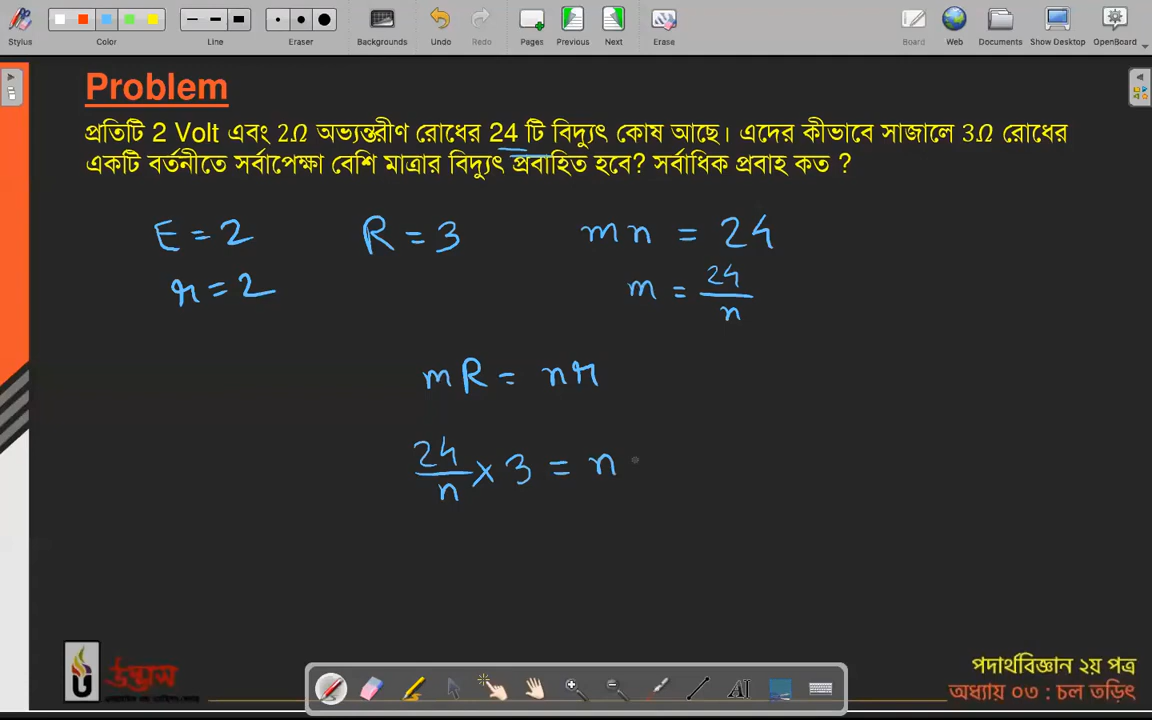 Stylus
Color
Line
Eraser
Backgrounds
Undo
Redo
Pages
Previous
Next
Erase
Board
Web
Documents
Show Desktop
OpenBoard
Problem
প্রতিটি 2 Volt এবং 2Ω অভ্যন্তরীণ রোধের 24 টি বিদ্যুৎ কোষ আছে। এদের কীভাবে সাজালে 3Ω রোধের
একটি বর্তনীতে সর্বাপেক্ষা বেশি মাত্রার বিদ্যুৎ প্রবাহিত হবে? সর্বাধিক প্রবাহ কত ?
E = 2 R = 3 mn = 24
r = 2 m = 24/n
mR = nr
24/n × 3 = n
উদ্ভাস
পদার্থবিজ্ঞান ২য় পত্র
অধ্যায় ০৩ : চল তড়িৎ